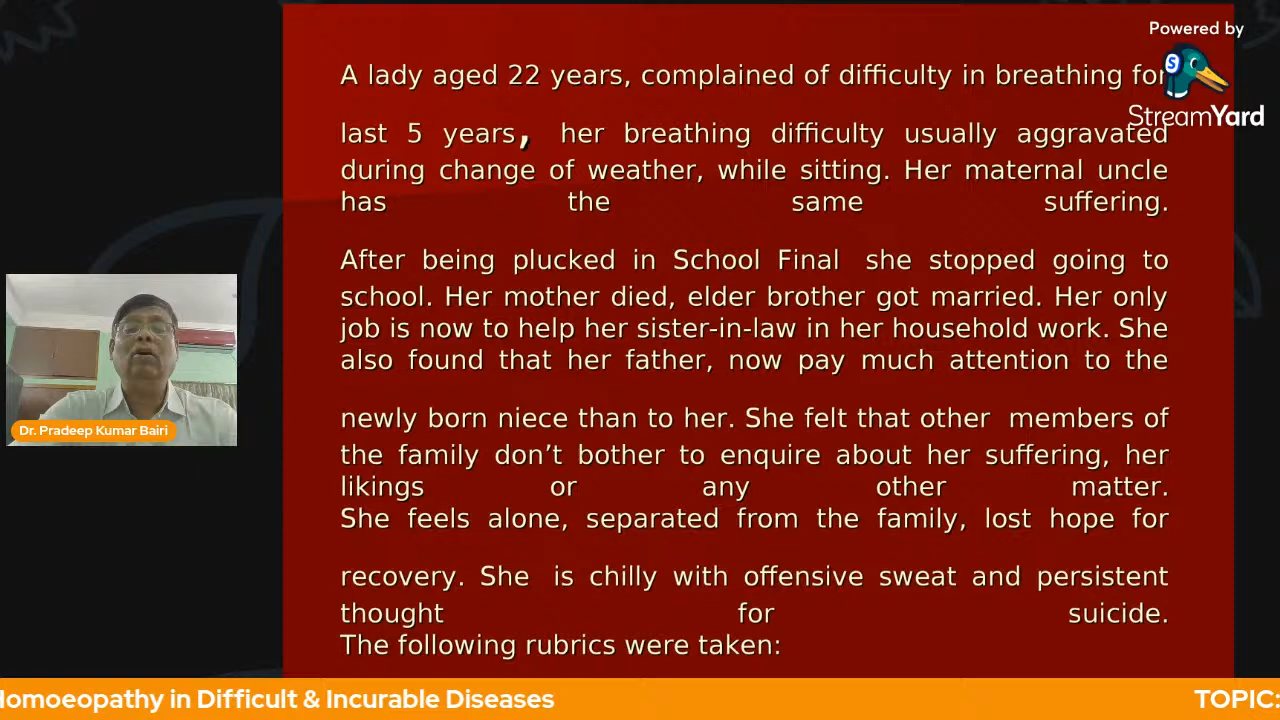 Powered by
StreamYard
A lady aged 22 years, complained of difficulty in breathing for
last 5 years, her breathing difficulty usually aggravated
during change of weather, while sitting. Her maternal uncle
has the same suffering.
After being plucked in School Final she stopped going to
school. Her mother died, elder brother got married. Her only
job is now to help her sister-in-law in her household work. She
also found that her father, now pay much attention to the
newly born niece than to her. She felt that other members of
the family don’t bother to enquire about her suffering, her
likings or any other matter.
She feels alone, separated from the family, lost hope for
recovery. She is chilly with offensive sweat and persistent
thought for suicide.
The following rubrics were taken:
Dr. Pradeep Kumar Bairi
Homoeopathy in Difficult & Incurable Diseases
TOPIC: